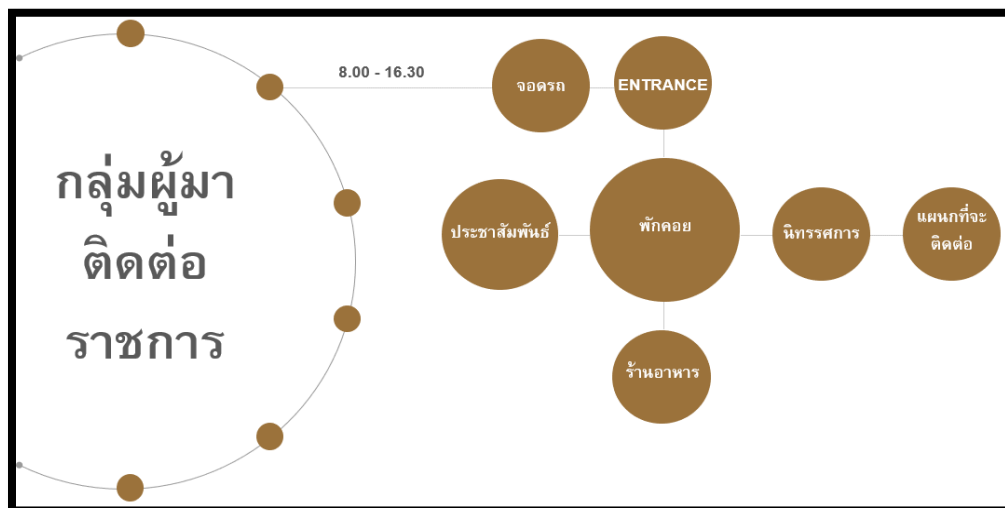 กลุ่มผู้มา
ติดต่อ
ราชการ
8.00 - 16.30
จอดรถ
ENTRANCE
ประชาสัมพันธ์
พักคอย
นิทรรศการ
แผนกที่จะ
ติดต่อ
ร้านอาหาร